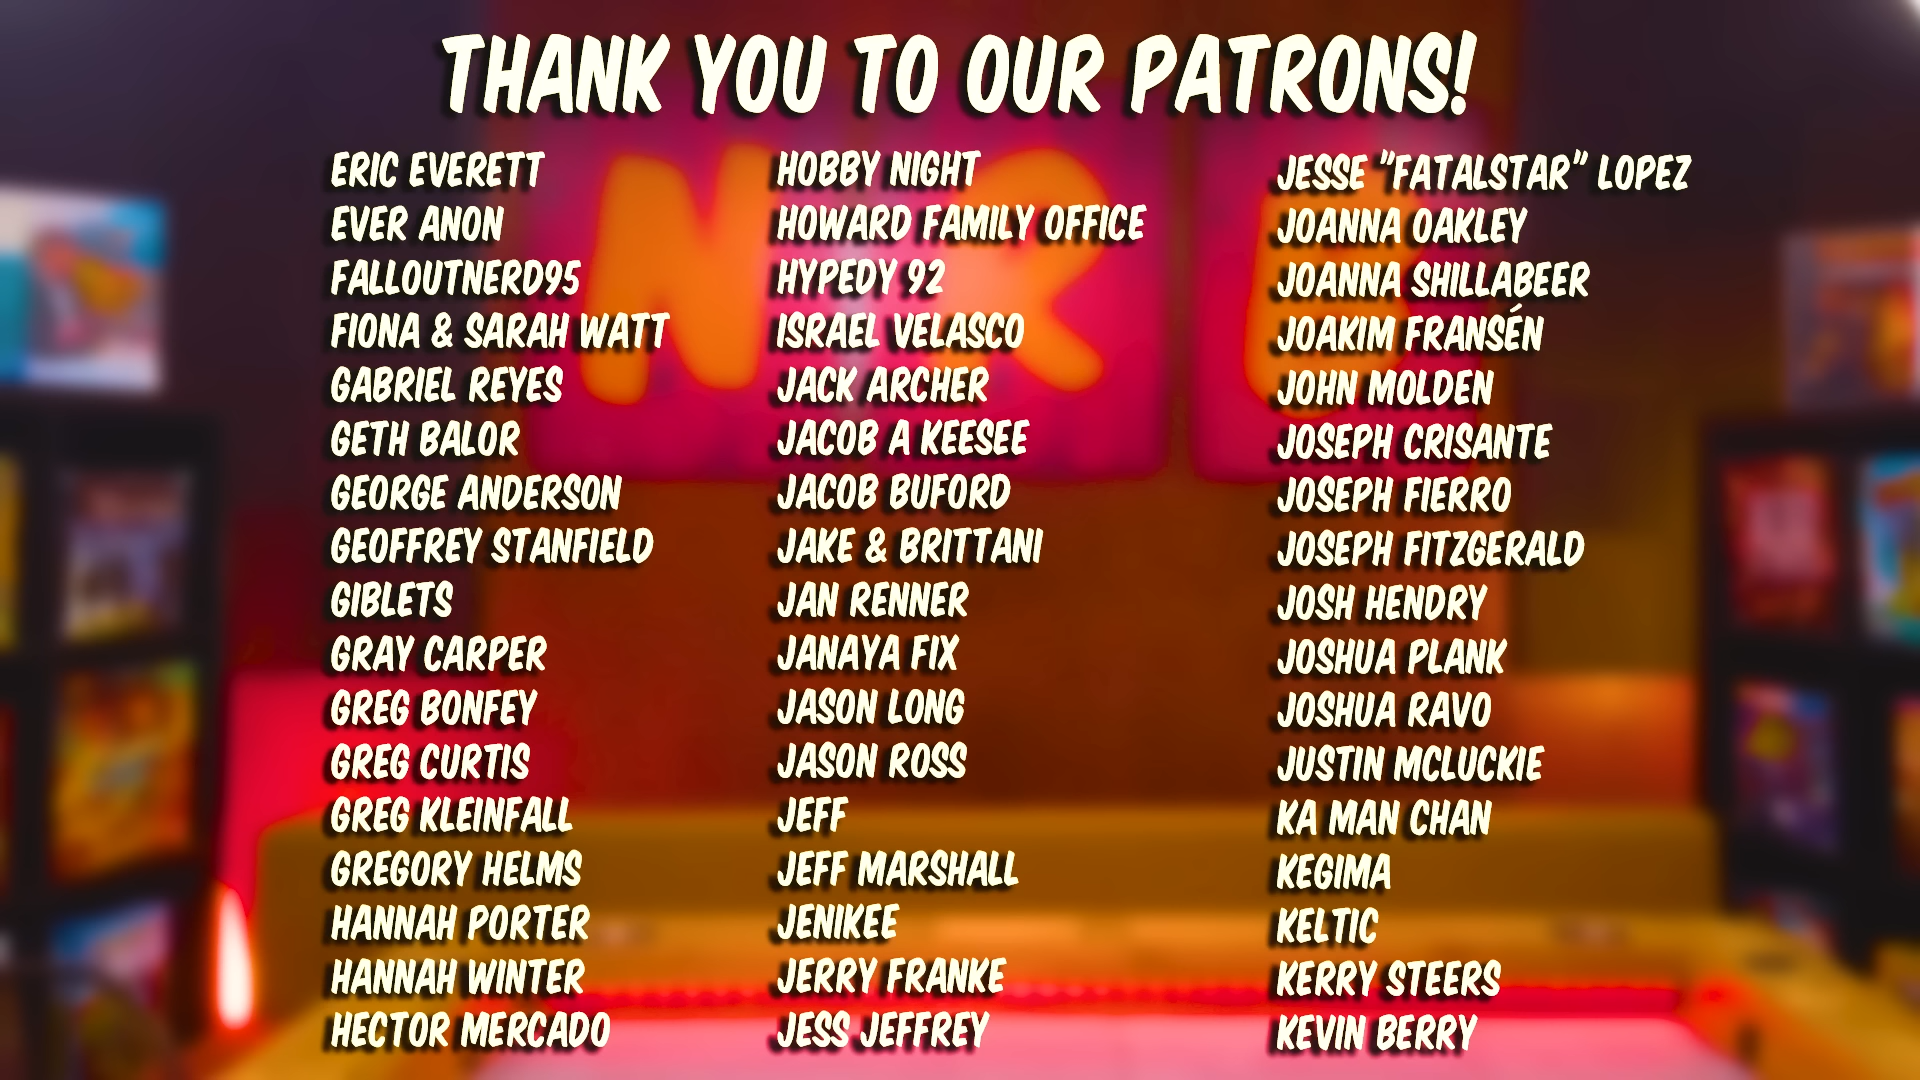 THANK YOU TO OUR PATRONS!
ERIC EVERETT
EVER ANON
FALLOUTNERD95
FIONA & SARAH WATT
GABRIEL REYES
GETH BALOR
GEORGE ANDERSON
GEOFFREY STANFIELD
GIBLETS
GRAY CARPER
GREG BONFEY
GREG CURTIS
GREG KLEINFALL
GREGORY HELMS
HANNAH PORTER
HANNAH WINTER
HECTOR MERCADO
HOBBY NIGHT
HOWARD FAMILY OFFICE
HYPEDY 92
ISRAEL VELASCO
JACK ARCHER
JACOB A KEESEE
JACOB BUFORD
JAKE & BRITTANI
JAN RENNER
JANAYA FIX
JASON LONG
JASON ROSS
JEFF
JEFF MARSHALL
JENIKEE
JERRY FRANKE
JESS JEFFREY
JESSE "FATALSTAR" LOPEZ
JOANNA OAKLEY
JOANNA SHILLABEER
JOAKIM FRANSÉN
JOHN MOLDEN
JOSEPH CRISANTE
JOSEPH FIERRO
JOSEPH FITZGERALD
JOSH HENDRY
JOSHUA PLANK
JOSHUA RAVO
JUSTIN MCLUCKIE
KA MAN CHAN
KEGIMA
KELTIC
KERRY STEERS
KEVIN BERRY
N R B